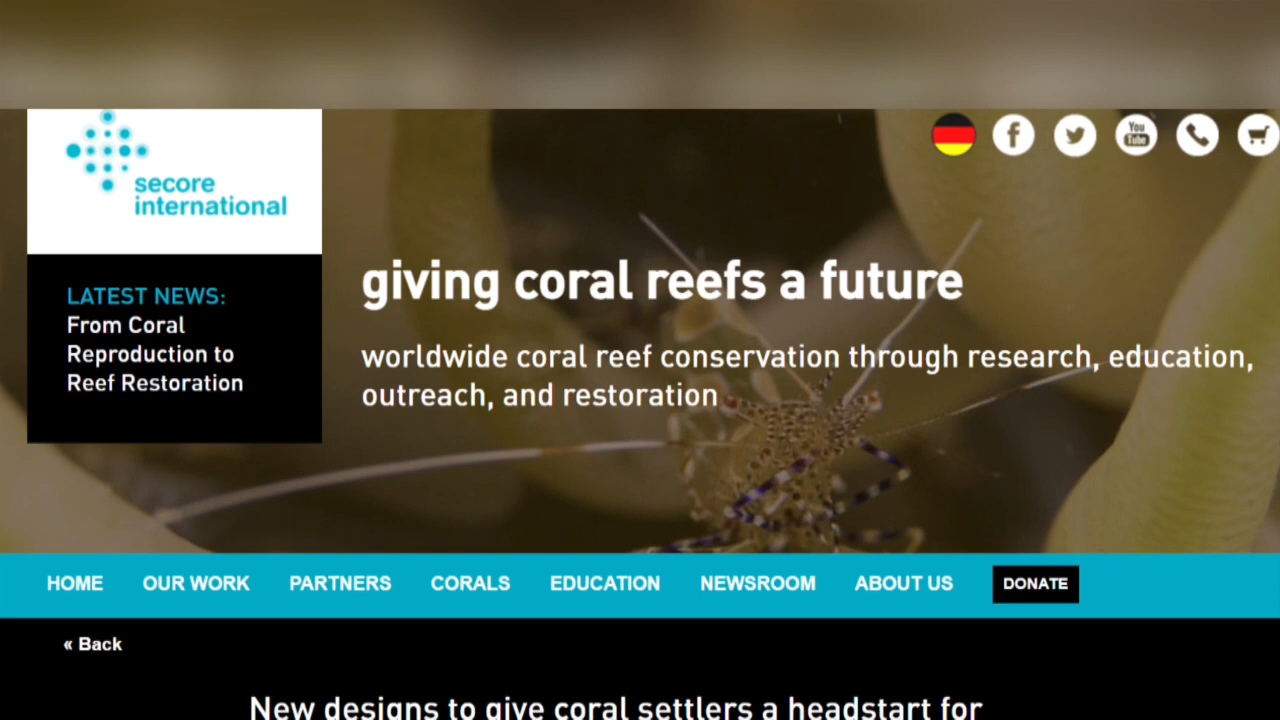 You
Tube
secore
international
LATEST NEWS:
From Coral
Reproduction to
Reef Restoration
giving coral reefs a future
worldwide coral reef conservation through research, education,
outreach, and restoration
HOME OUR WORK PARTNERS CORALS EDUCATION NEWSROOM ABOUT US DONATE
« Back
New designs to give coral settlers a headstart for